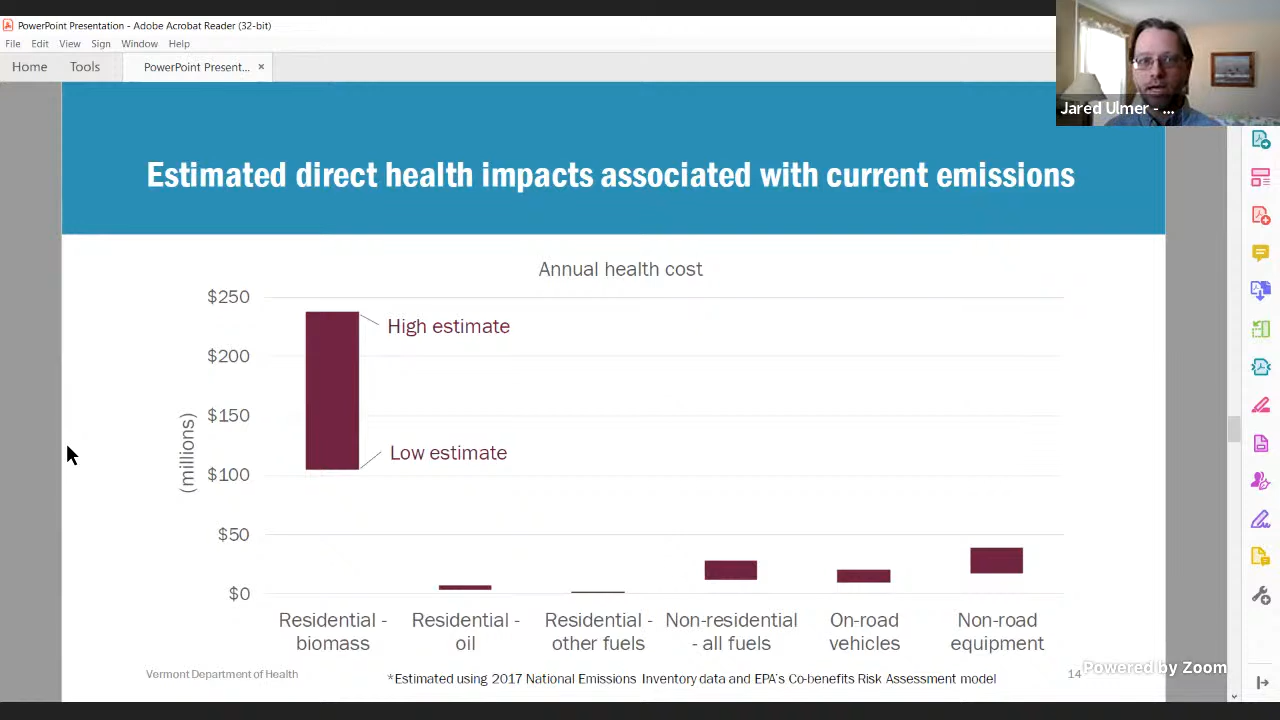 PowerPoint Presentation - Adobe Acrobat Reader (32-bit)
File Edit View Sign Window Help
Home Tools PowerPoint Present... ×
Jared Ulmer - ...
Estimated direct health impacts associated with current emissions
Annual health cost
(millions)
$250
$200
$150
$100
$50
$0
High estimate
Low estimate
Residential - biomass
Residential - oil
Residential - other fuels
Non-residential - all fuels
On-road vehicles
Non-road equipment
Vermont Department of Health
*Estimated using 2017 National Emissions Inventory data and EPA's Co-benefits Risk Assessment model
14
Powered by Zoom